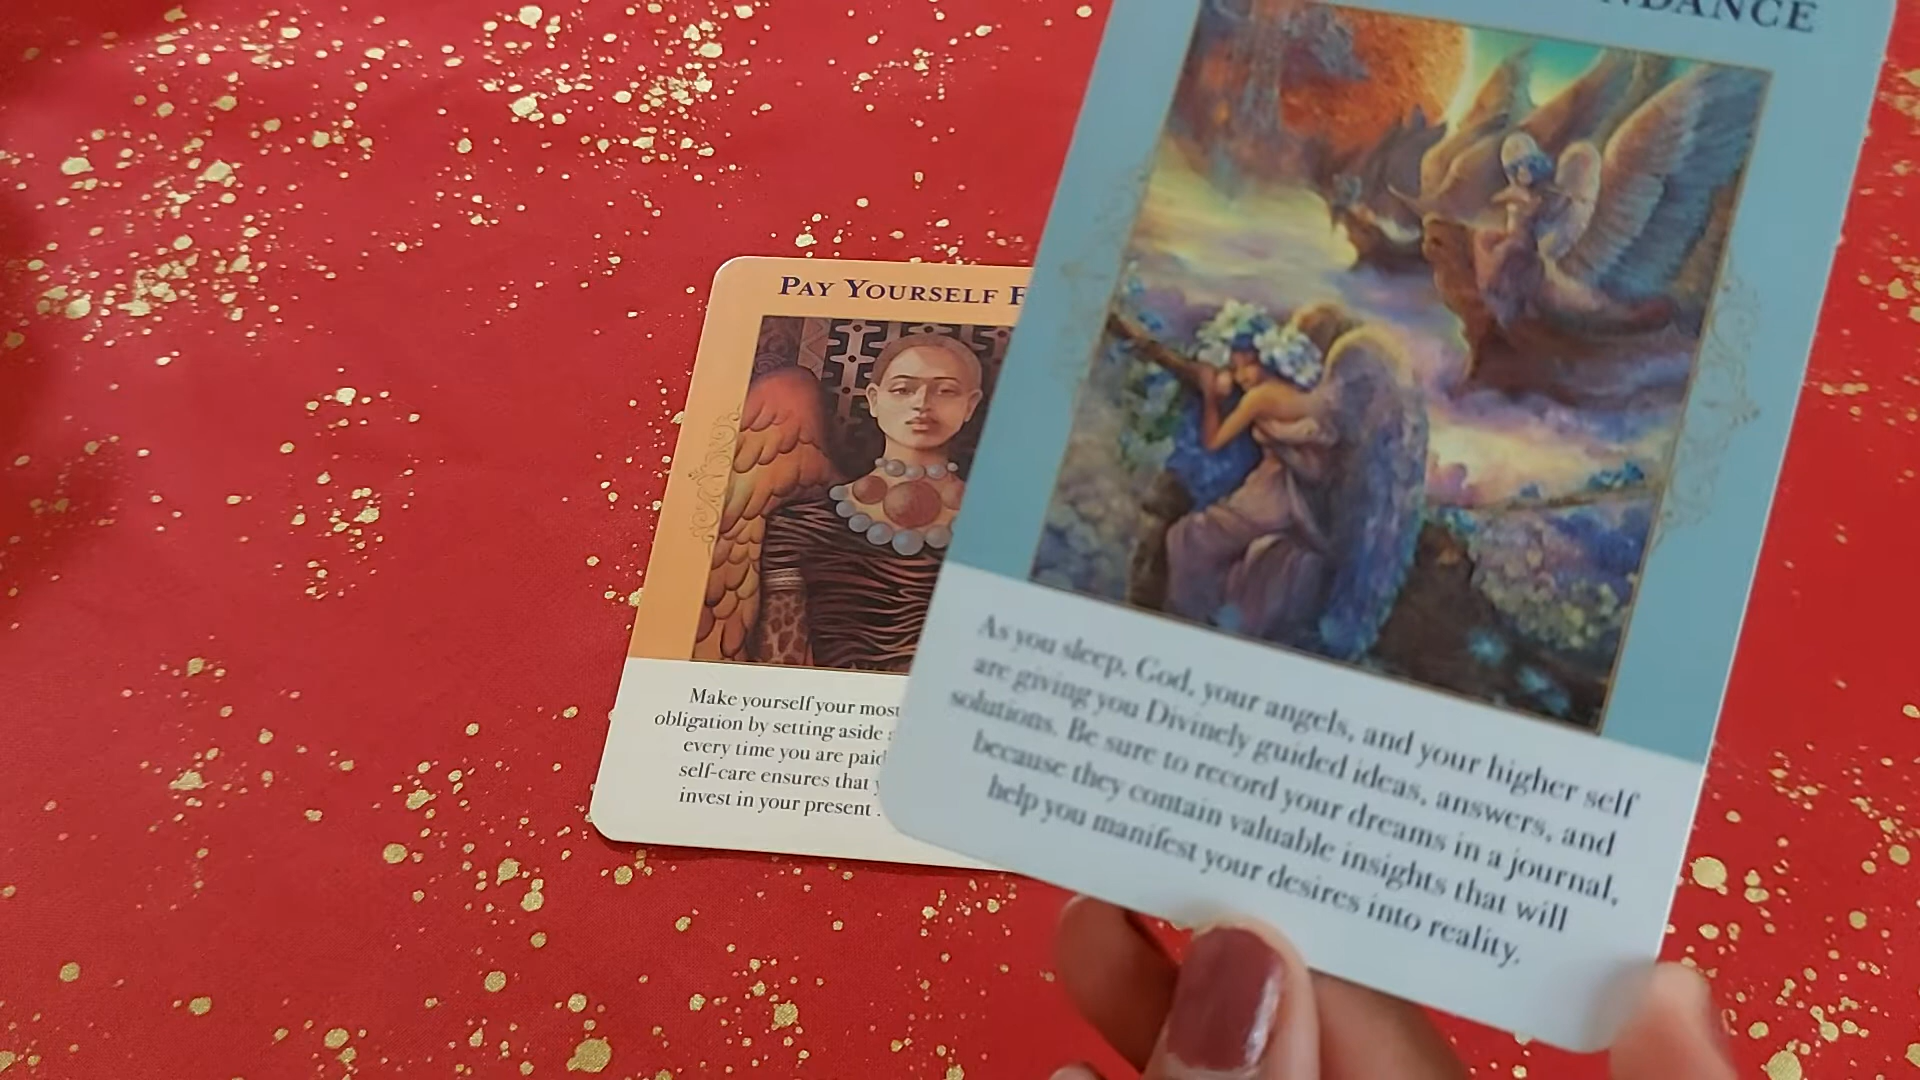 PAY YOURSELF F
Make yourself your most
obligation by setting aside
every time you are paid
self-care ensures that
invest in your present .
NDANCE
As you sleep, God, your angels, and your higher self
are giving you Divinely guided ideas, answers, and
solutions. Be sure to record your dreams in a journal,
because they contain valuable insights that will
help you manifest your desires into reality.